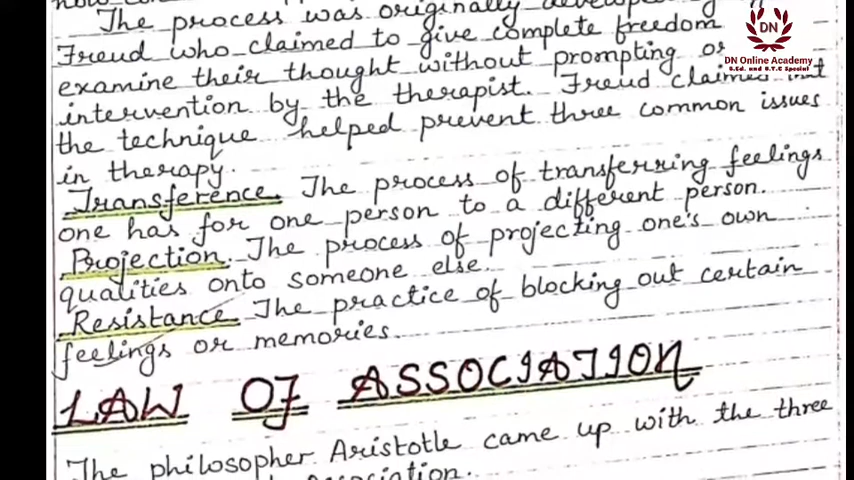 The process was originally
Freud who claimed to give complete freedom
examine their thought without prompting or
intervention by the therapist. Freud claimed that
the technique helped prevent three common issues
in therapy.
Transference. The process of transferring feelings
one has for one person to a different person.
Projection. The process of projecting one's own
qualities onto someone else.
Resistance. The practice of blocking out certain
feelings or memories.
LAW OF ASSOCIATION
The philosopher Aristotle came up with the three
Association.
DN
DN Online Academy
B.Ed. and B.T.C Special